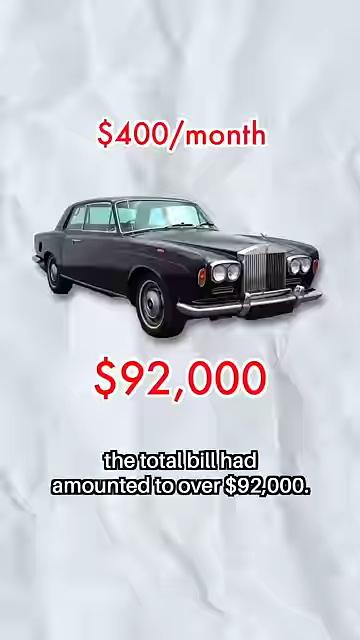 $400/month
$92,000
the total bill had
amounted to over $92,000.